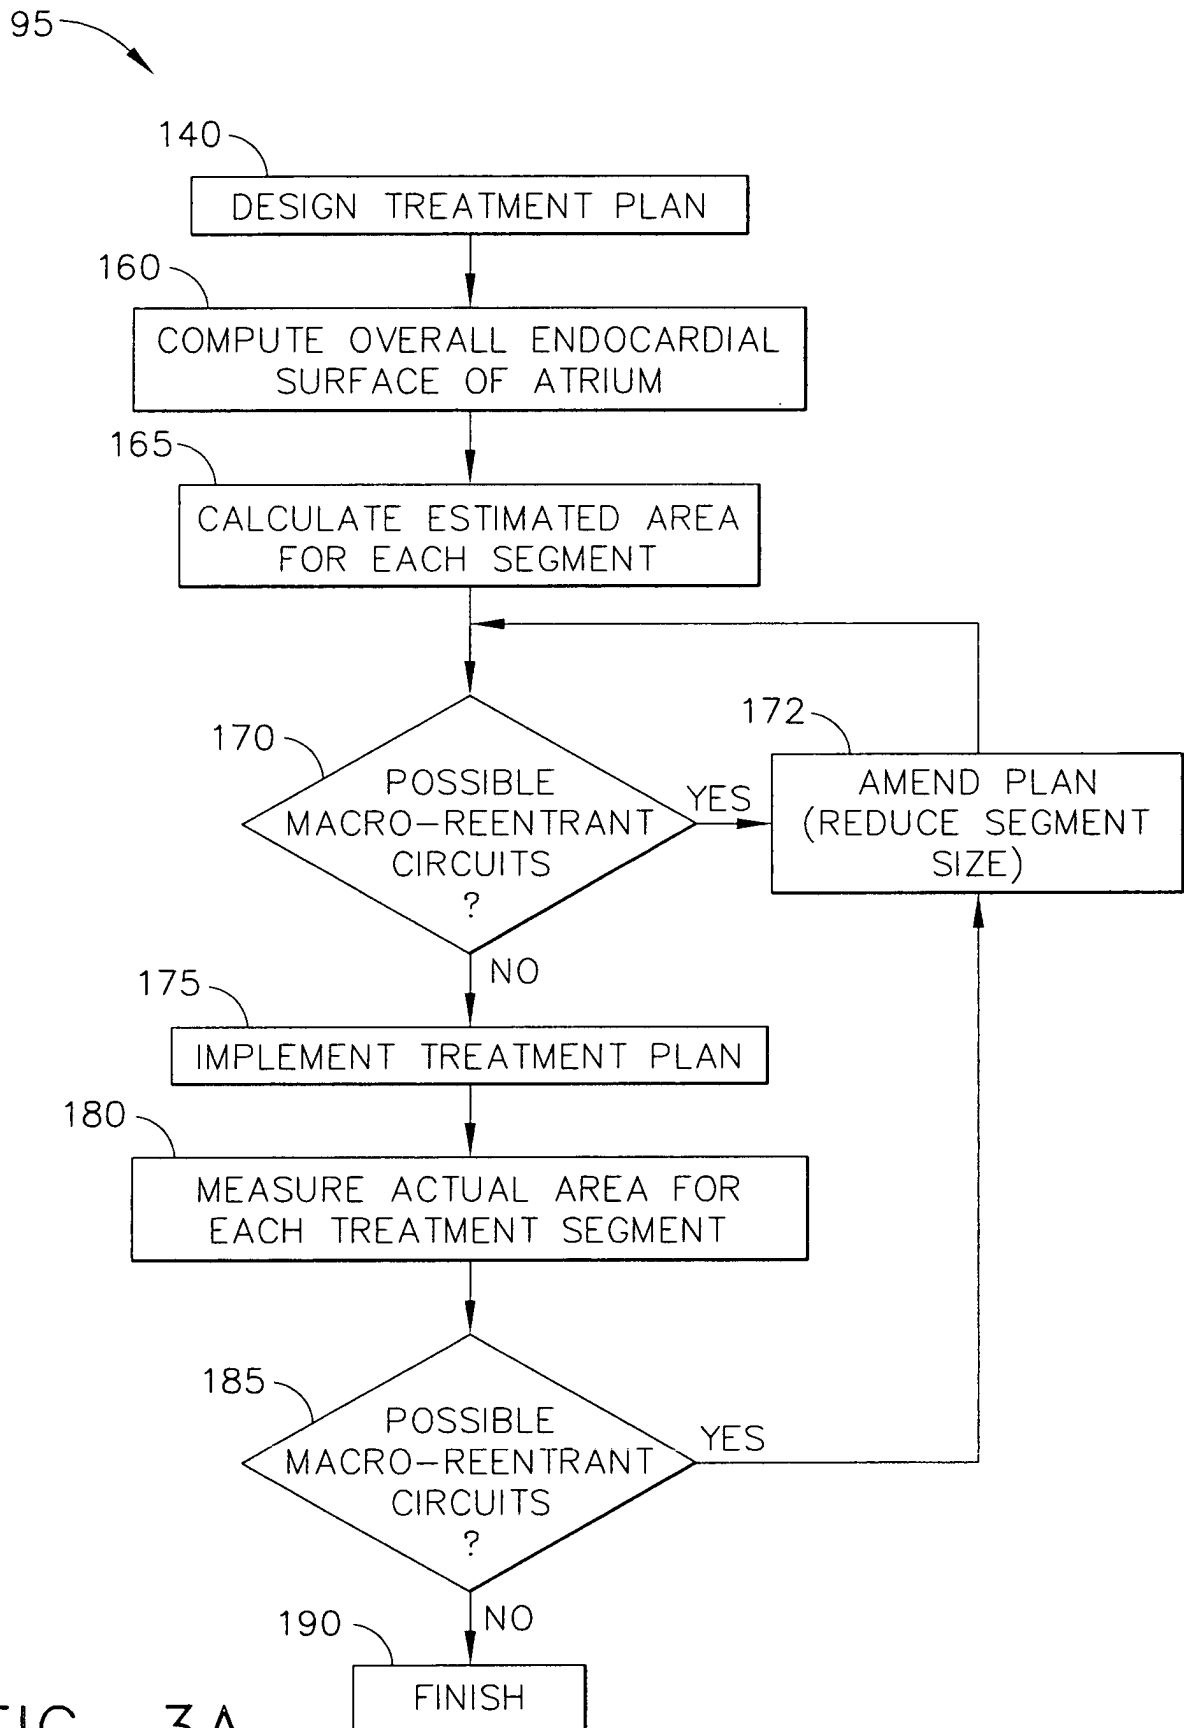 95
140
DESIGN TREATMENT PLAN
160
COMPUTE OVERALL ENDOCARDIAL
SURFACE OF ATRIUM
165
CALCULATE ESTIMATED AREA
FOR EACH SEGMENT
170
POSSIBLE
MACRO-REENTRANT
CIRCUITS
?
YES
172
AMEND PLAN
(REDUCE SEGMENT
SIZE)
NO
175
IMPLEMENT TREATMENT PLAN
180
MEASURE ACTUAL AREA FOR
EACH TREATMENT SEGMENT
185
POSSIBLE
MACRO-REENTRANT
CIRCUITS
?
YES
NO
190
FINISH
FIG. 3A